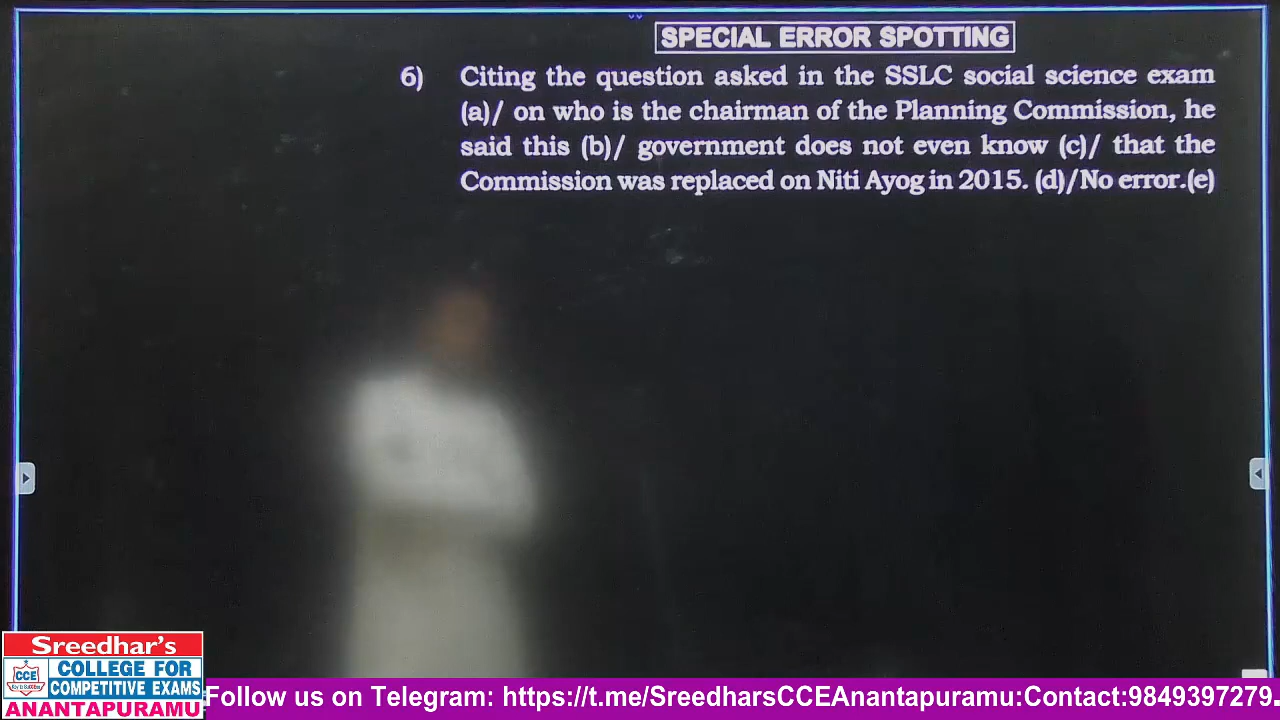 SPECIAL ERROR SPOTTING
6) Citing the question asked in the SSLC social science exam
(a)/ on who is the chairman of the Planning Commission, he
said this (b)/ government does not even know (c)/ that the
Commission was replaced on Niti Ayog in 2015. (d)/No error.(e)
Sreedhar's
CCE
COLLEGE FOR
COMPETITIVE EXAMS
ANANTAPURAMU
Follow us on Telegram: https://t.me/SreedharsCCEAnantapuramu:Contact:9849397279.